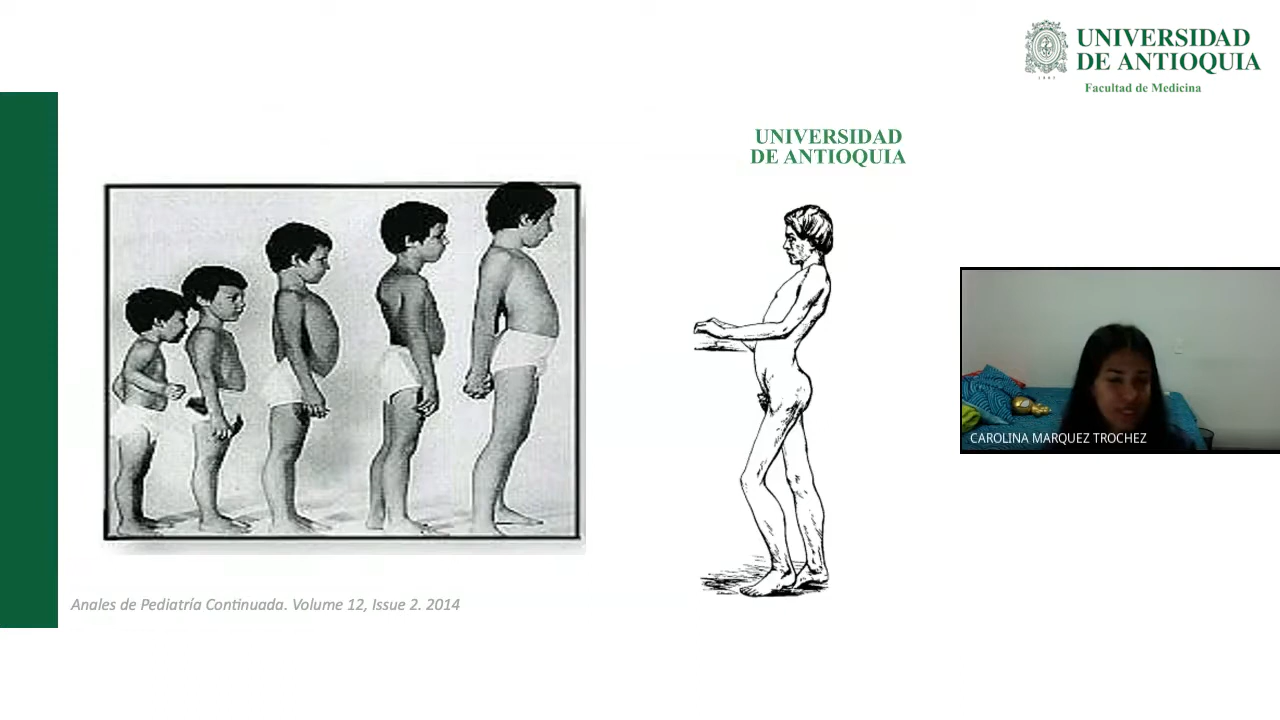 UNIVERSIDAD
DE ANTIOQUIA
Facultad de Medicina
UNIVERSIDAD
DE ANTIOQUIA
CAROLINA MARQUEZ TROCHEZ
Anales de Pediatría Continuada. Volume 12, Issue 2. 2014